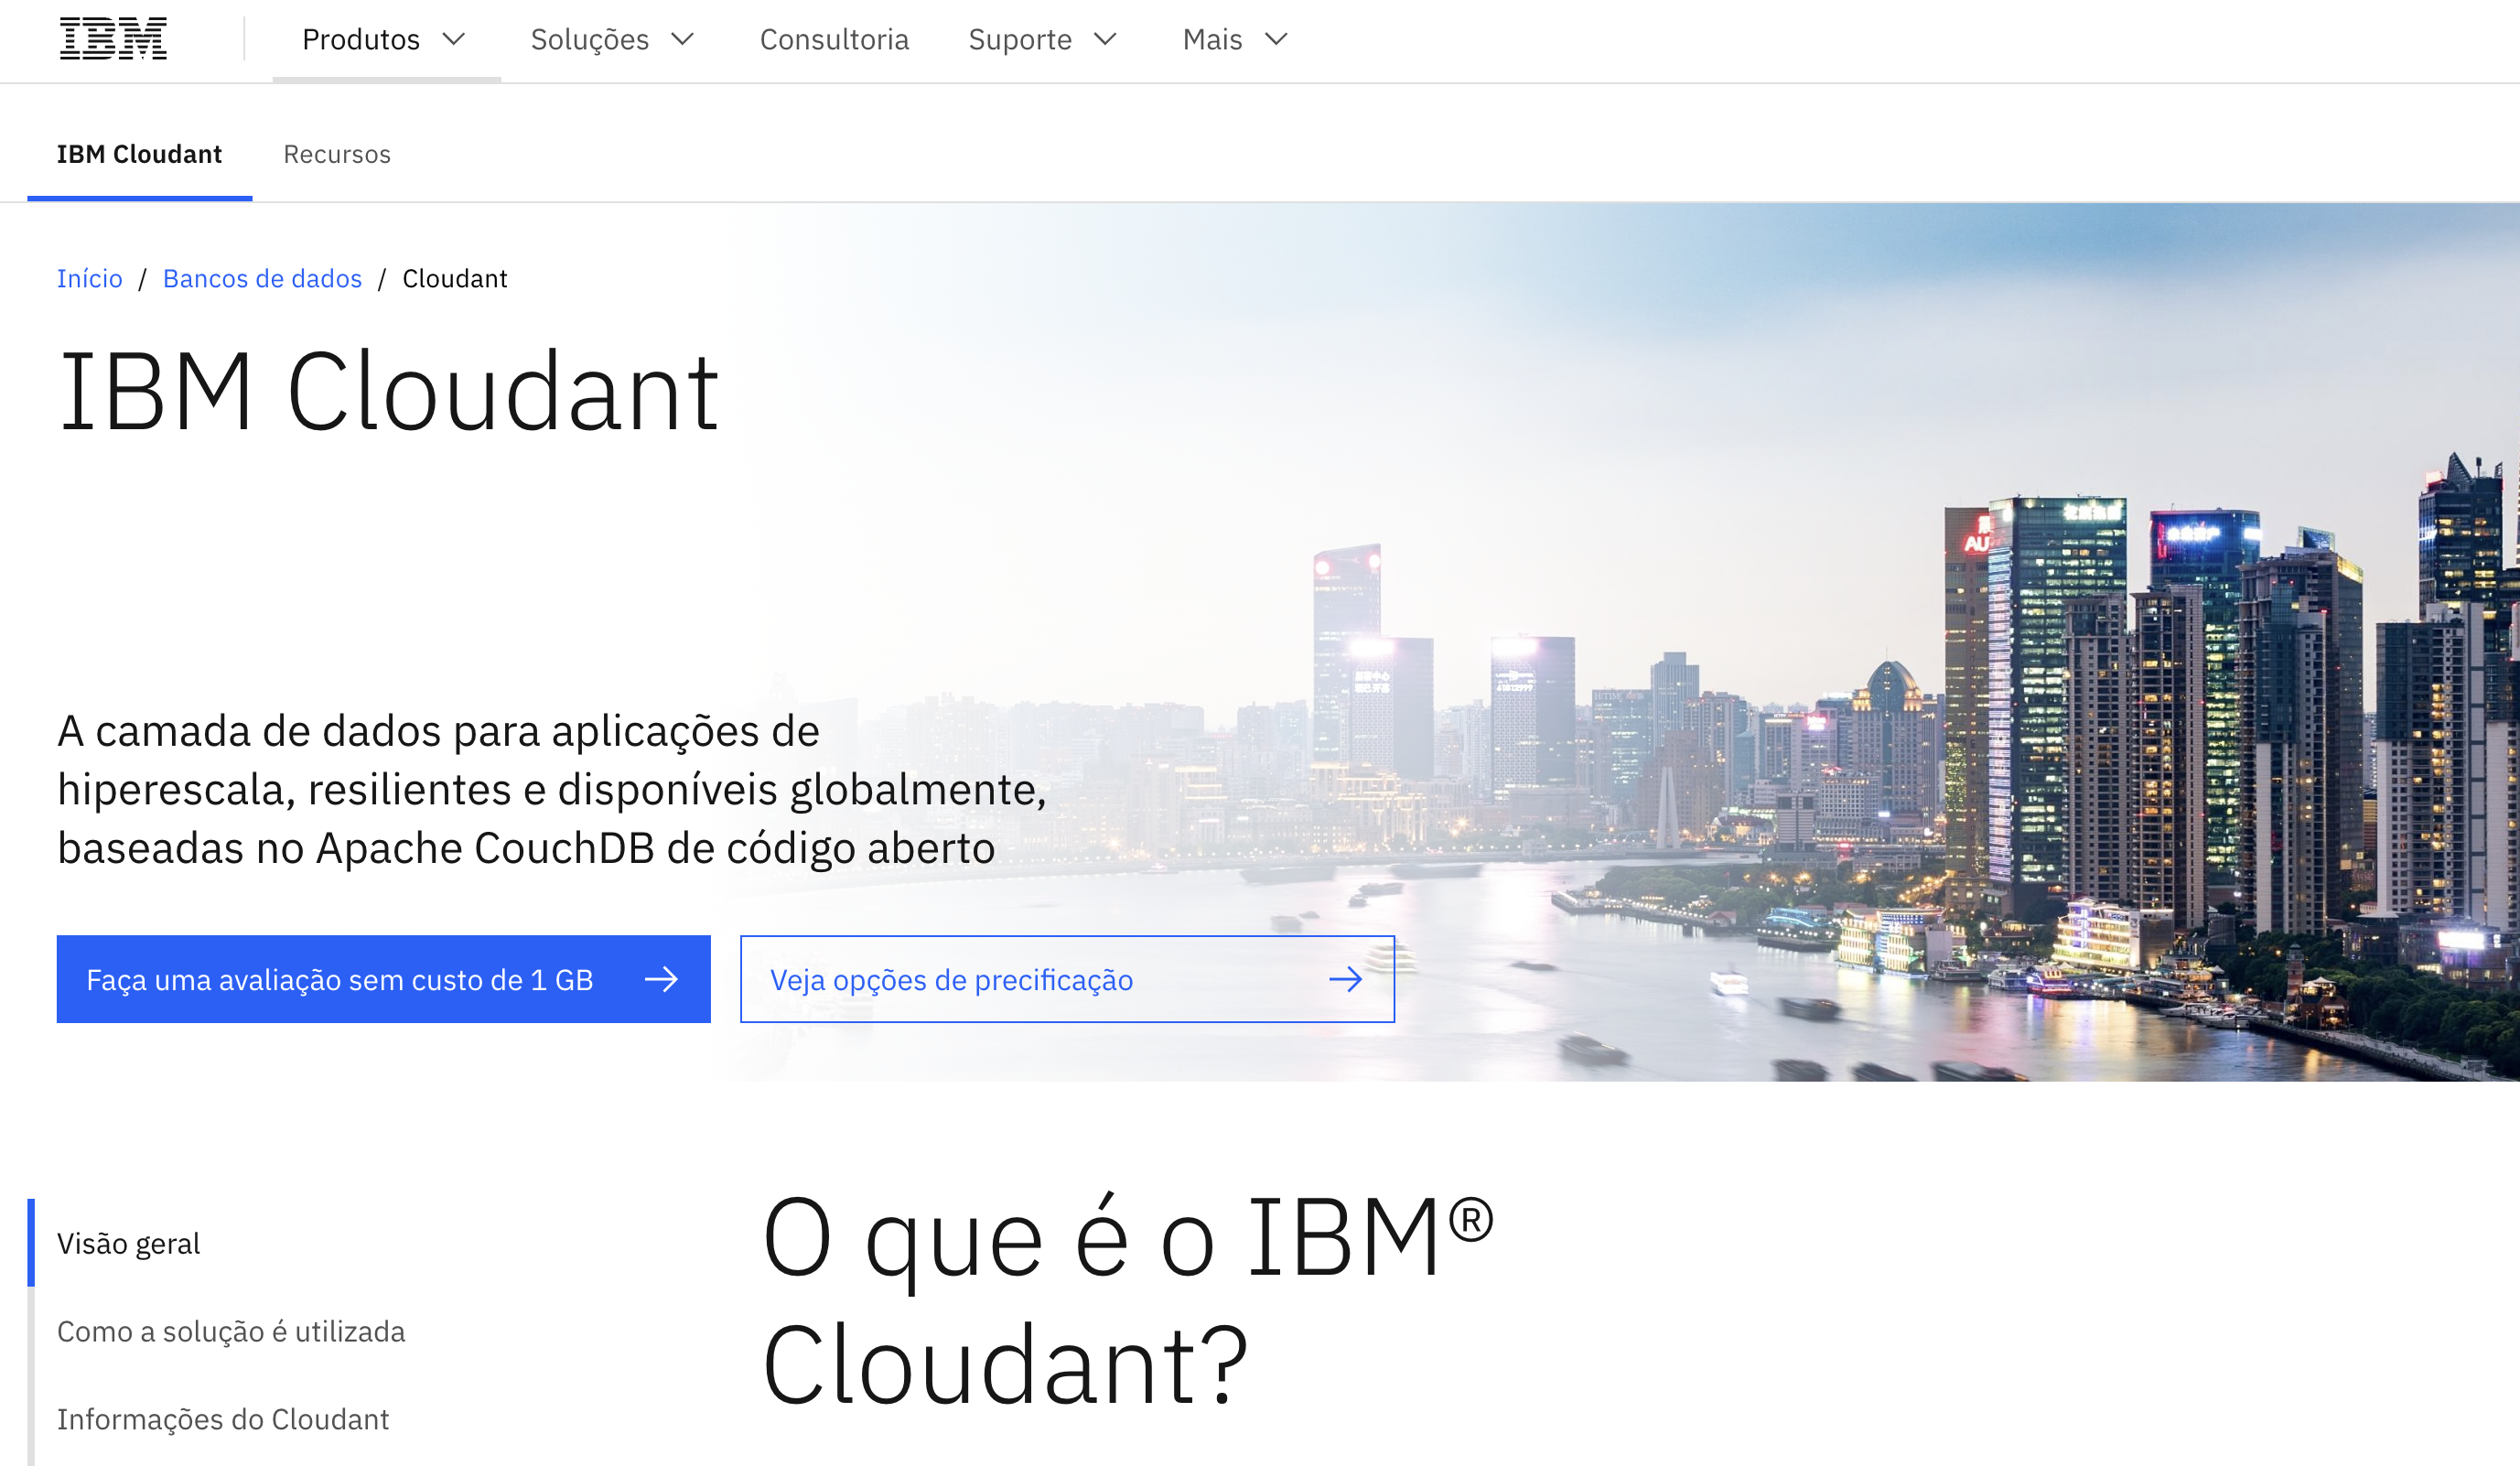 IBM
Produtos
Soluções
Consultoria
Suporte
Mais
IBM Cloudant
Recursos
Início / Bancos de dados / Cloudant
IBM Cloudant
A camada de dados para aplicações de
hiperescala, resilientes e disponíveis globalmente,
baseadas no Apache CouchDB de código aberto
Faça uma avaliação sem custo de 1 GB
Veja opções de precificação
AU
Visão geral
Como a solução é utilizada
Informações do Cloudant
O que é o IBM®
Cloudant?